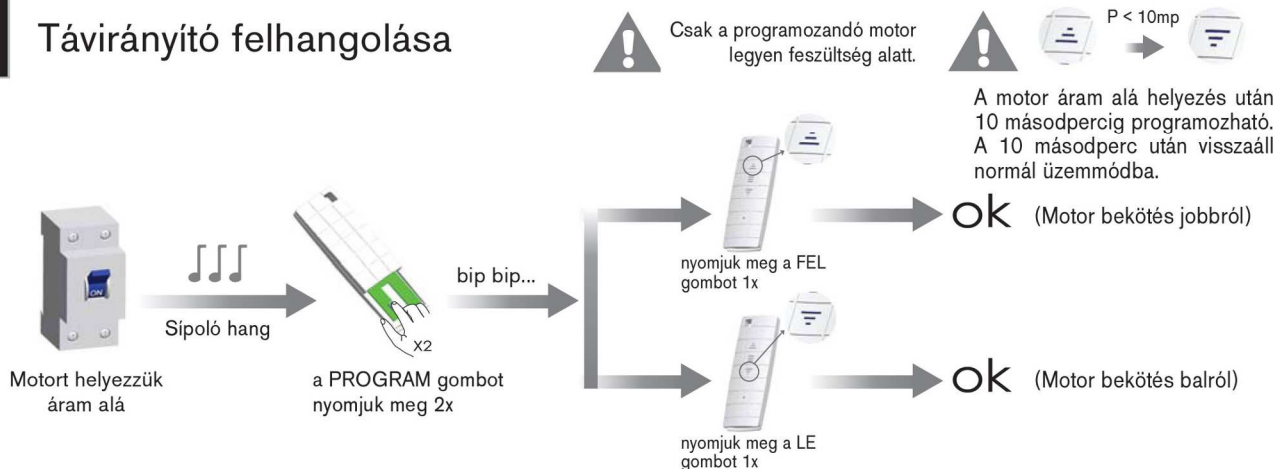 Távirányító felhangolása
Csak a programozandó motor
legyen feszültség alatt.
P < 10mp
A motor áram alá helyezés után
10 másodpercig programozható.
A 10 másodperc után visszaáll
normál üzemmódba.
ON
Sípoló hang
Motort helyezzük
áram alá
X2
a PROGRAM gombot
nyomjuk meg 2x
bip bip...
nyomjuk meg a FEL
gombot 1x
ok (Motor bekötés jobbról)
nyomjuk meg a LE
gombot 1x
ok (Motor bekötés balról)